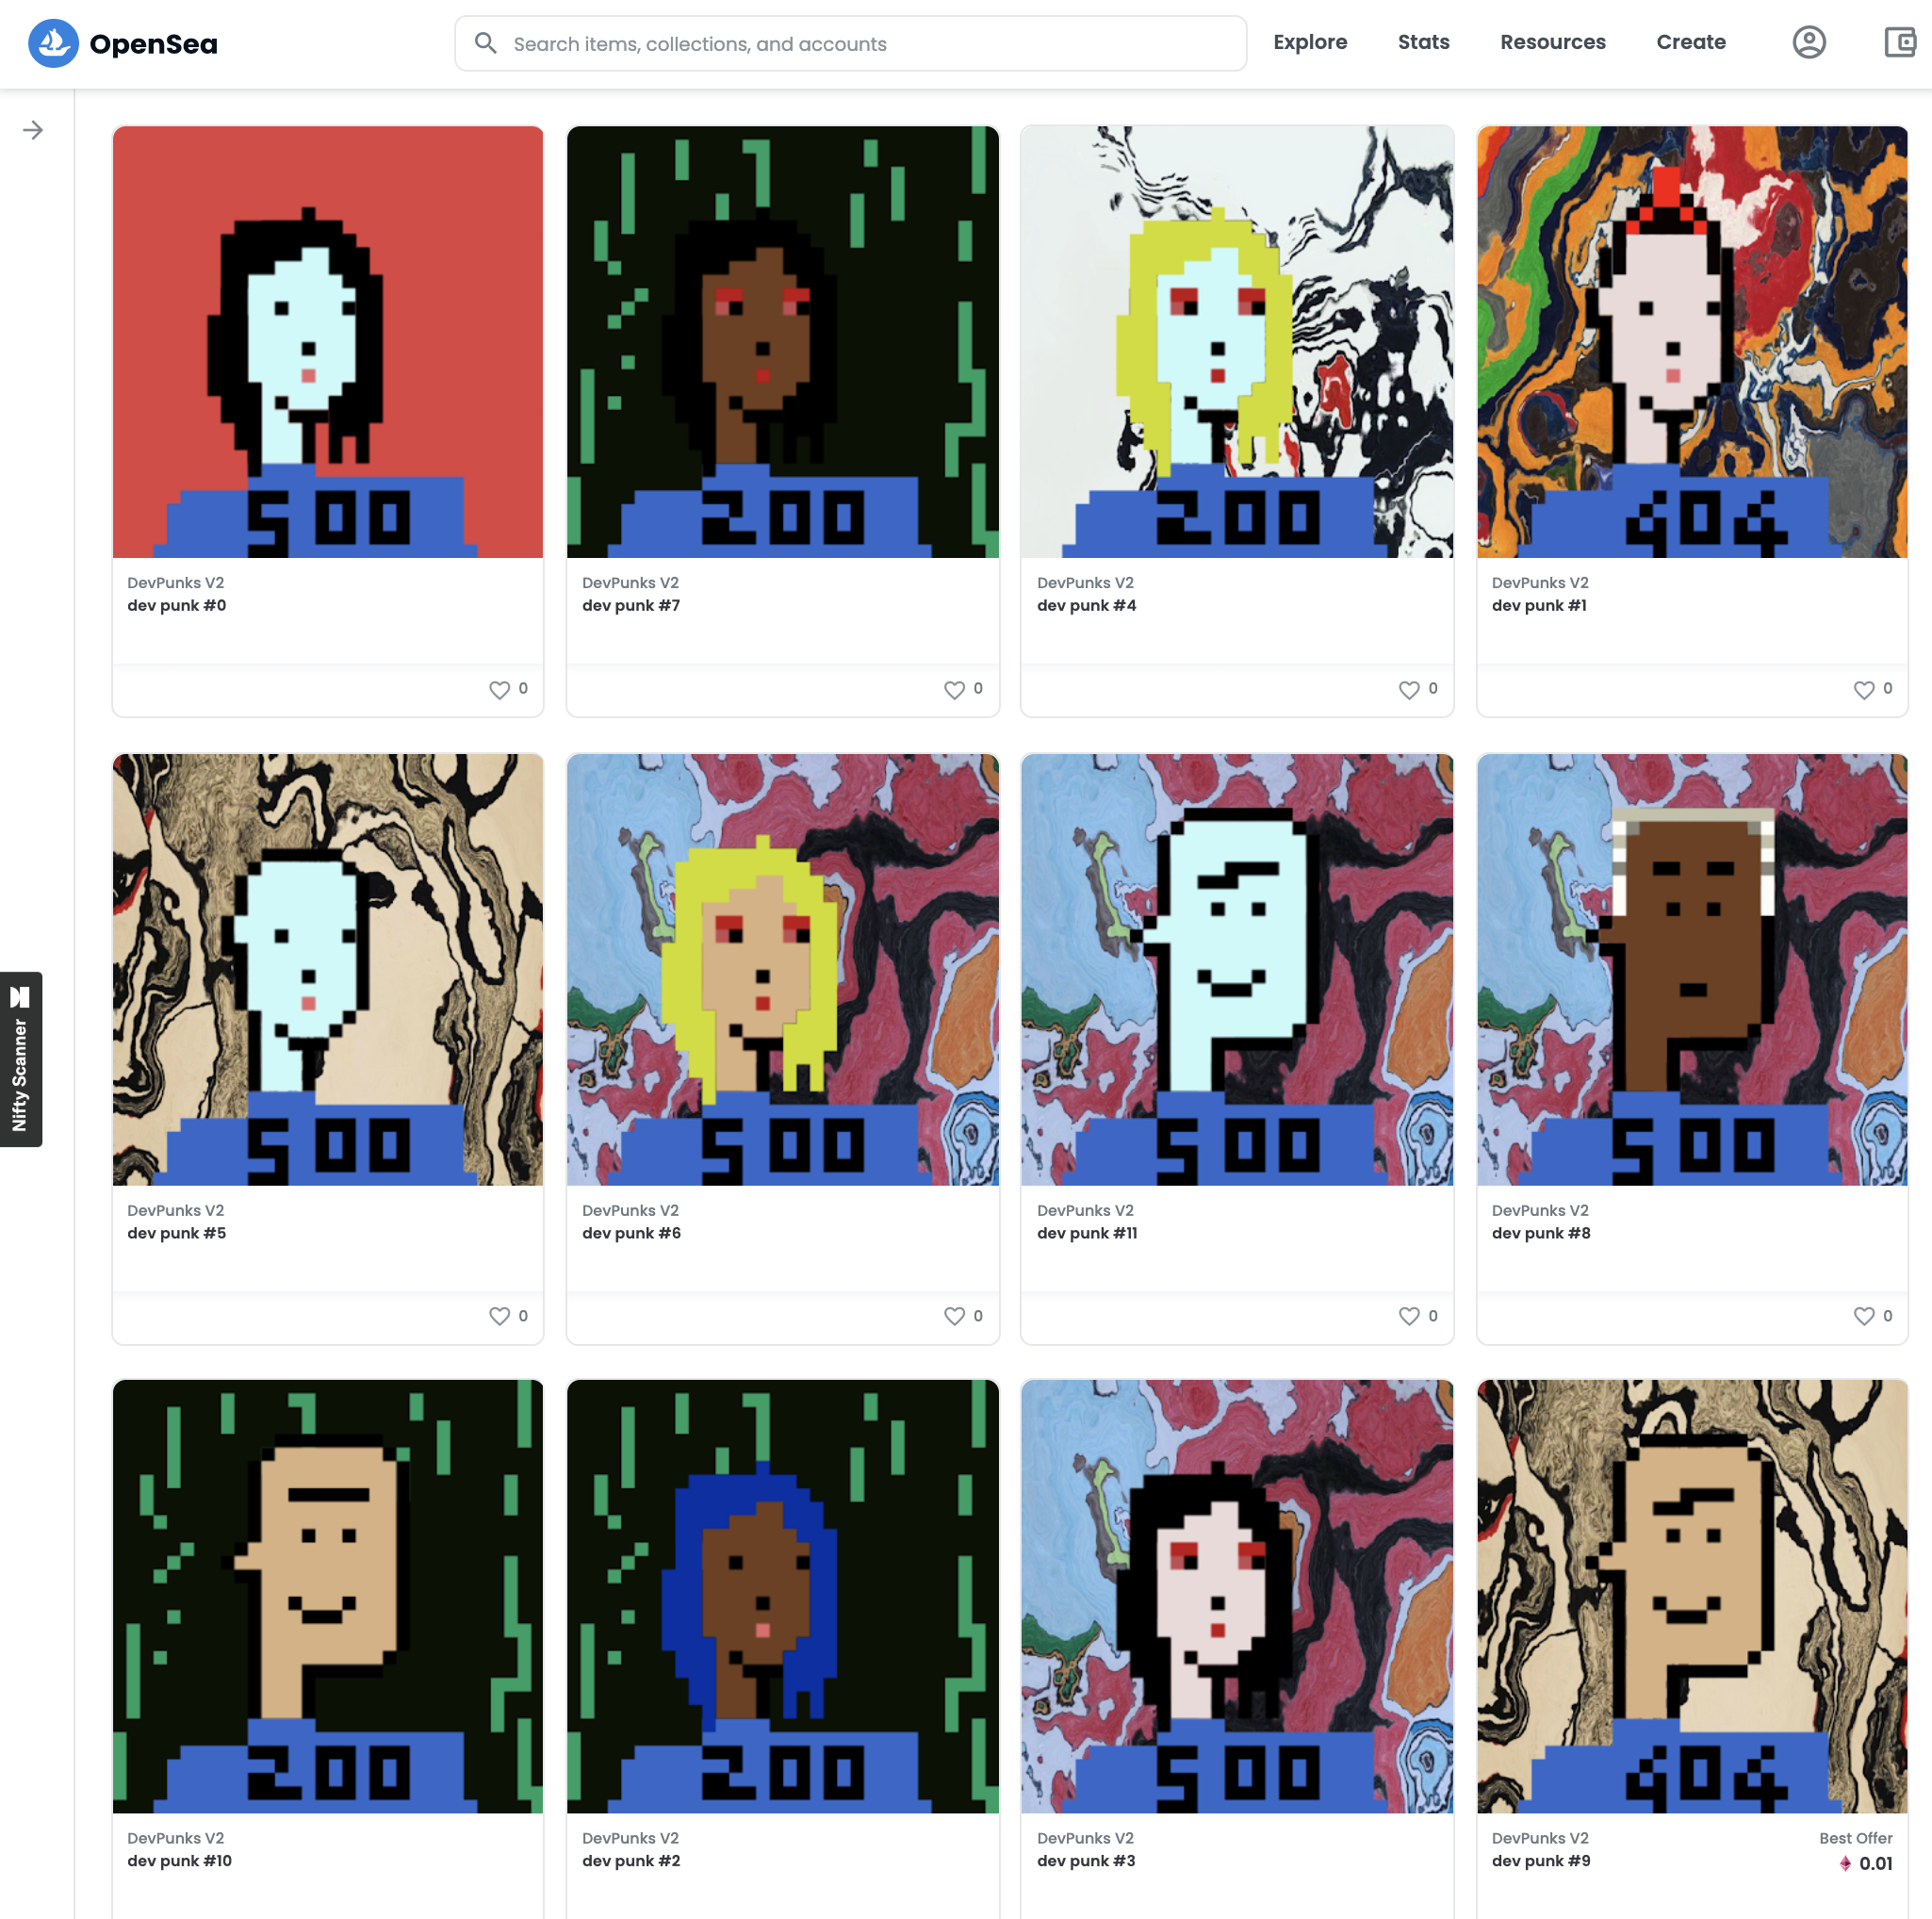 OpenSea
Search items, collections, and accounts
Explore
Stats
Resources
Create
500
200
200
404
DevPunks V2
dev punk #0
0
DevPunks V2
dev punk #7
0
DevPunks V2
dev punk #4
0
DevPunks V2
dev punk #1
0
Nifty Scanner
500
500
500
500
DevPunks V2
dev punk #5
0
DevPunks V2
dev punk #6
0
DevPunks V2
dev punk #11
0
DevPunks V2
dev punk #8
0
200
200
500
404
DevPunks V2
dev punk #10
DevPunks V2
dev punk #2
DevPunks V2
dev punk #3
DevPunks V2
dev punk #9
Best Offer
0.01